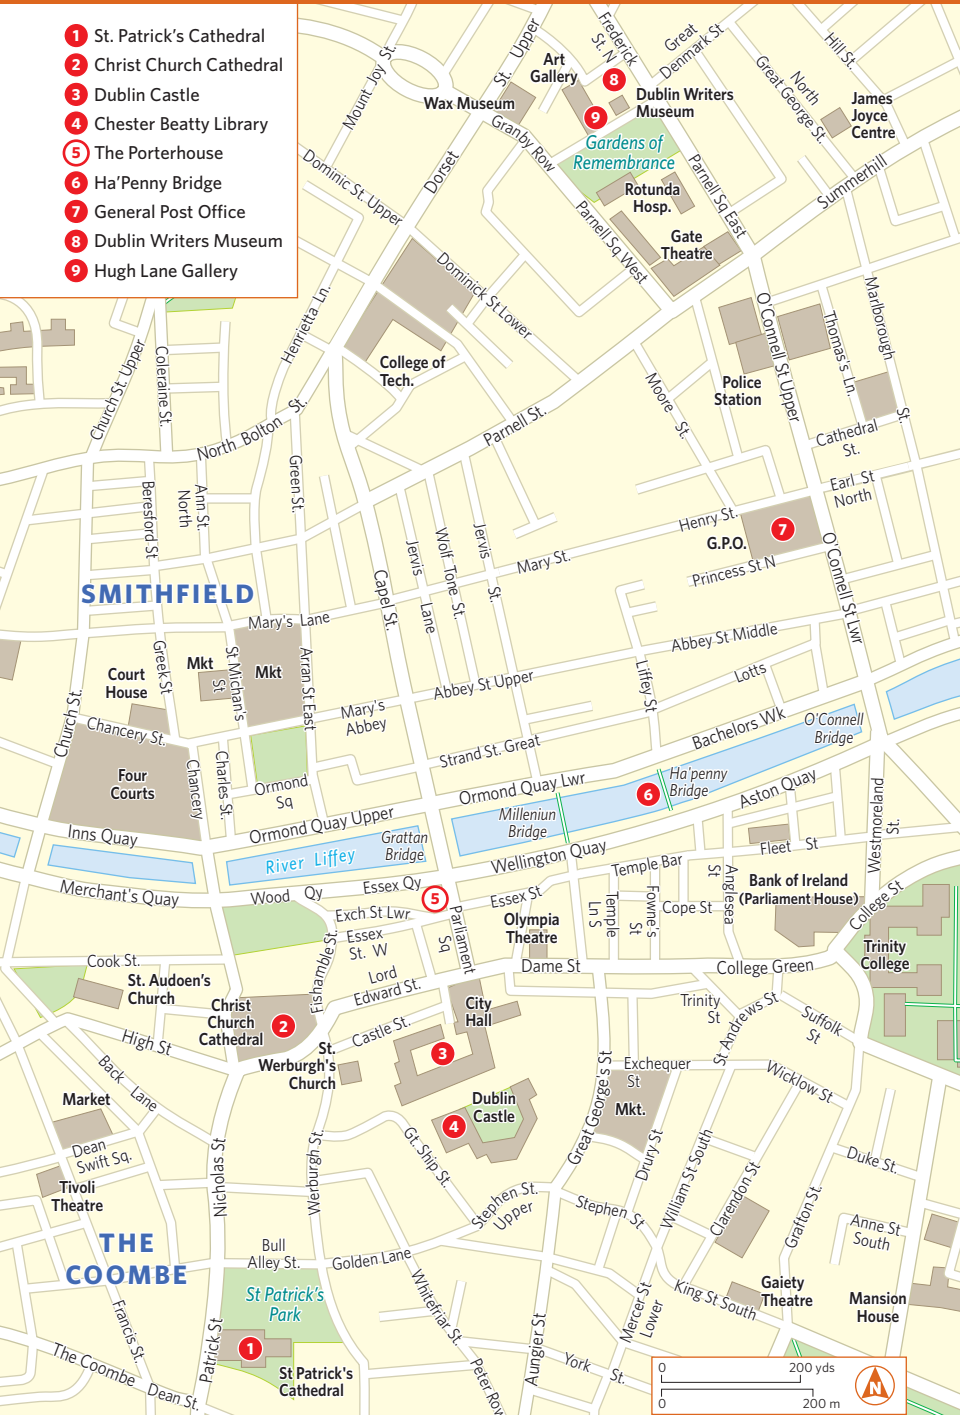 1 St. Patrick's Cathedral
2 Christ Church Cathedral
3 Dublin Castle
4 Chester Beatty Library
5 The Porterhouse
6 Ha'Penny Bridge
7 General Post Office
8 Dublin Writers Museum
9 Hugh Lane Gallery
Mount Joy St.
St. Upper
Frederick
St. N
Great
Denmark St
Hill St.
North
Great George St.
Art
Gallery
8
Dublin Writers
Museum
Wax Museum
9
James
Joyce
Centre
Granby Row
Gardens of
Remembrance
Dominic St. Upper
Dorset
Parnell Sq East
Summerhill
Rotunda
Hosp.
Parnell Sq West
Gate
Theatre
Dominick St Lower
Henrietta Ln.
O'Connell St Upper
Thomas's Ln.
Marlborough
St.
Church St. Upper
Coleraine St.
College of
Tech.
Police
Station
Moore
St.
North Bolton St.
Parnell St.
Cathedral
St.
Beresford St
Ann St.
North
Green St.
Earl St
North
Henry St.
G.P.O.
7
Jervis
Lane
Wolf Tone St.
Jervis
St.
Mary St.
Princess St N
O'Connell St Lwr
SMITHFIELD
Capel St.
Mary's Lane
Abbey St Middle
Greek St
Mkt
St Michan's
St
Mkt
Arran St East
Court
House
Liffey St
Lotts
Abbey St Upper
Mary's
Abbey
Church St.
Chancery St.
Bachelors Wk
O'Connell
Bridge
Strand St. Great
Four
Courts
Chancery
Charles St.
Ormond
Sq
Ormond Quay Lwr
Ha'penny
Bridge
6
Aston Quay
Milleniun
Bridge
Inns Quay
Ormond Quay Upper
Grattan
Bridge
River Liffey
Wellington Quay
Fleet St
Westmoreland
St.
Temple Bar
Merchant's Quay
Wood Qy
Essex Qy
5
Essex St
Temple
Ln S
Fowne's
St
Cope St
Anglesea
St
Bank of Ireland
(Parliament House)
College St
Exch St Lwr
Parliament
Sq
Olympia
Theatre
Essex
St. W
Fishamble St.
Trinity
College
Cook St.
Dame St
College Green
St. Audoen's
Church
Lord
Edward St.
Christ
Church
Cathedral
2
City
Hall
Trinity
St
St Andrews St
Suffolk
St
High St
Castle St.
3
St.
Werburgh's
Church
Exchequer
St
Wicklow St
Back Lane
Market
Dublin
Castle
4
Great George's St
Mkt.
Drury St
Dean
Swift Sq.
Gt. Ship St.
William St South
Clarendon St
Duke St.
Tivoli
Theatre
Nicholas St
Werburgh St.
Stephen St.
Upper
Stephen St
Grafton St.
Anne St
South
THE
COOMBE
Bull
Alley St.
Golden Lane
St Patrick's
Park
Whitefriar St.
Mercer St
Lower
King St South
Gaiety
Theatre
Mansion
House
Francis St.
Patrick St
1
Aungier St
St Patrick's
Cathedral
The Coombe
Dean St.
Peter Row
York St.
0 200 yds
0 200 m
N